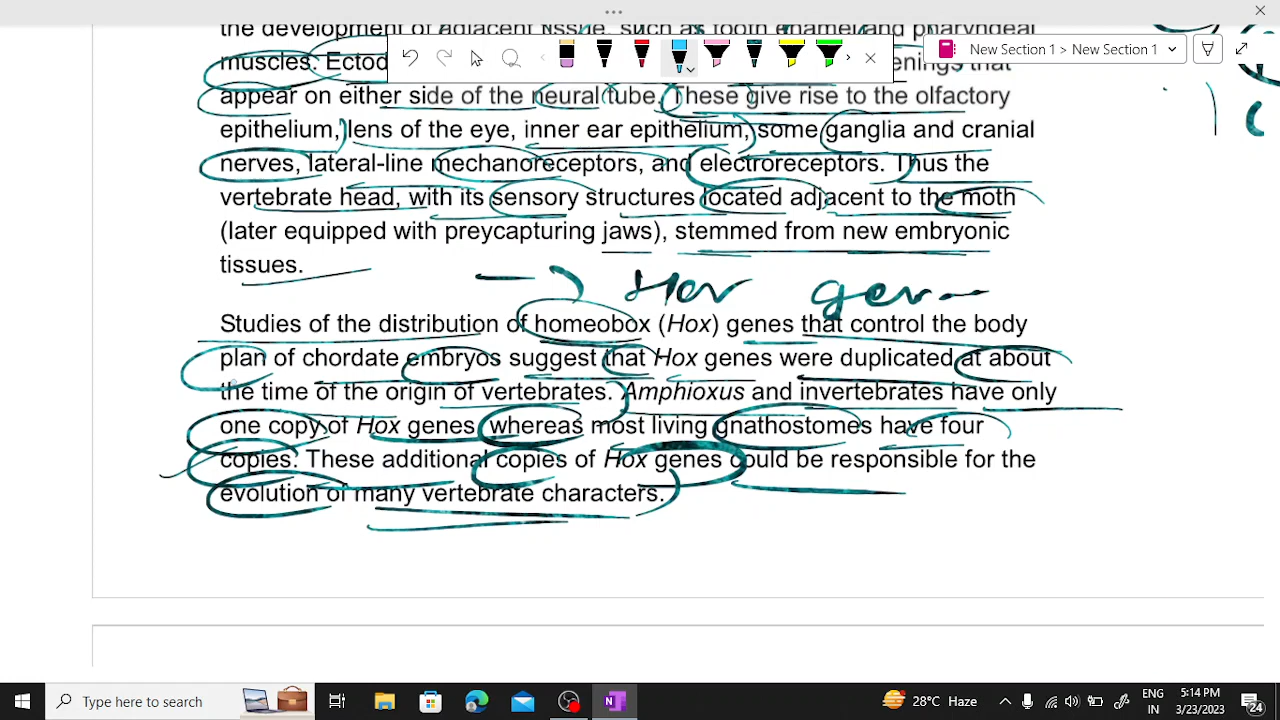 the development of adjacent tissue, such as tooth enamel and pharyngeal
New Section 1 > New Section 1
muscles. Ectod enings that
appear on either side of the neural tube. These give rise to the olfactory
epithelium, lens of the eye, inner ear epithelium, some ganglia and cranial
nerves, lateral-line mechanoreceptors, and electroreceptors. Thus the
vertebrate head, with its sensory structures located adjacent to the moth
(later equipped with preycapturing jaws), stemmed from new embryonic
tissues.
Hox gen
Studies of the distribution of homeobox (Hox) genes that control the body
plan of chordate embryos suggest that Hox genes were duplicated at about
the time of the origin of vertebrates. Amphioxus and invertebrates have only
one copy of Hox genes whereas most living gnathostomes have four
copies. These additional copies of Hox genes could be responsible for the
evolution of many vertebrate characters.
Type here to search
28°C Haze
ENG
IN
5:14 PM
3/23/2023
24